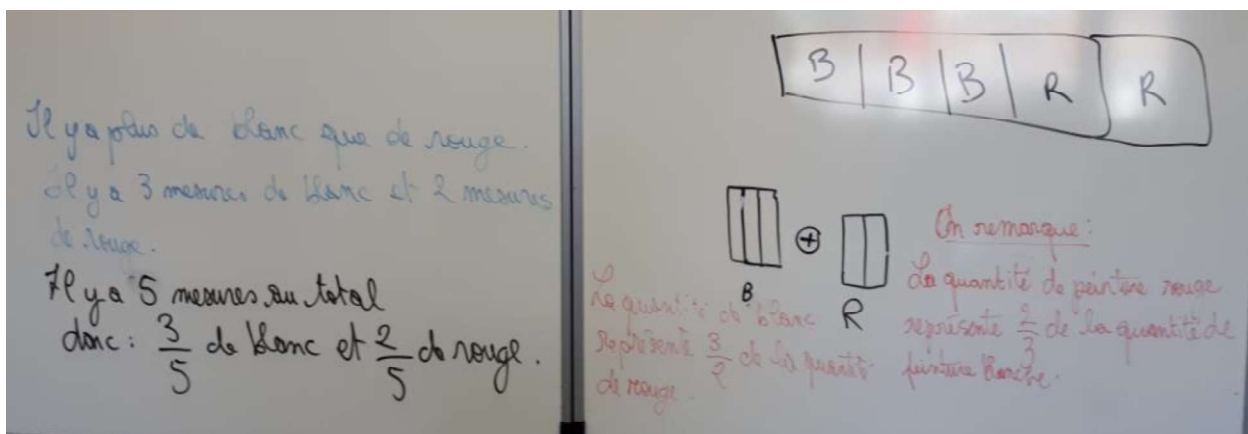 Il y a plus de blanc que de rouge.
Il y a 3 mesures de blanc et 2 mesures
de rouge.
Il y a 5 mesures au total
donc : 3/5 de blanc et 2/5 de rouge.
B B B R R
B + R
La quantité de blanc
représente 3/2 de la quantité
de rouge.
On remarque :
La quantité de peinture rouge
représente 2/3 de la quantité de
peinture blanche.